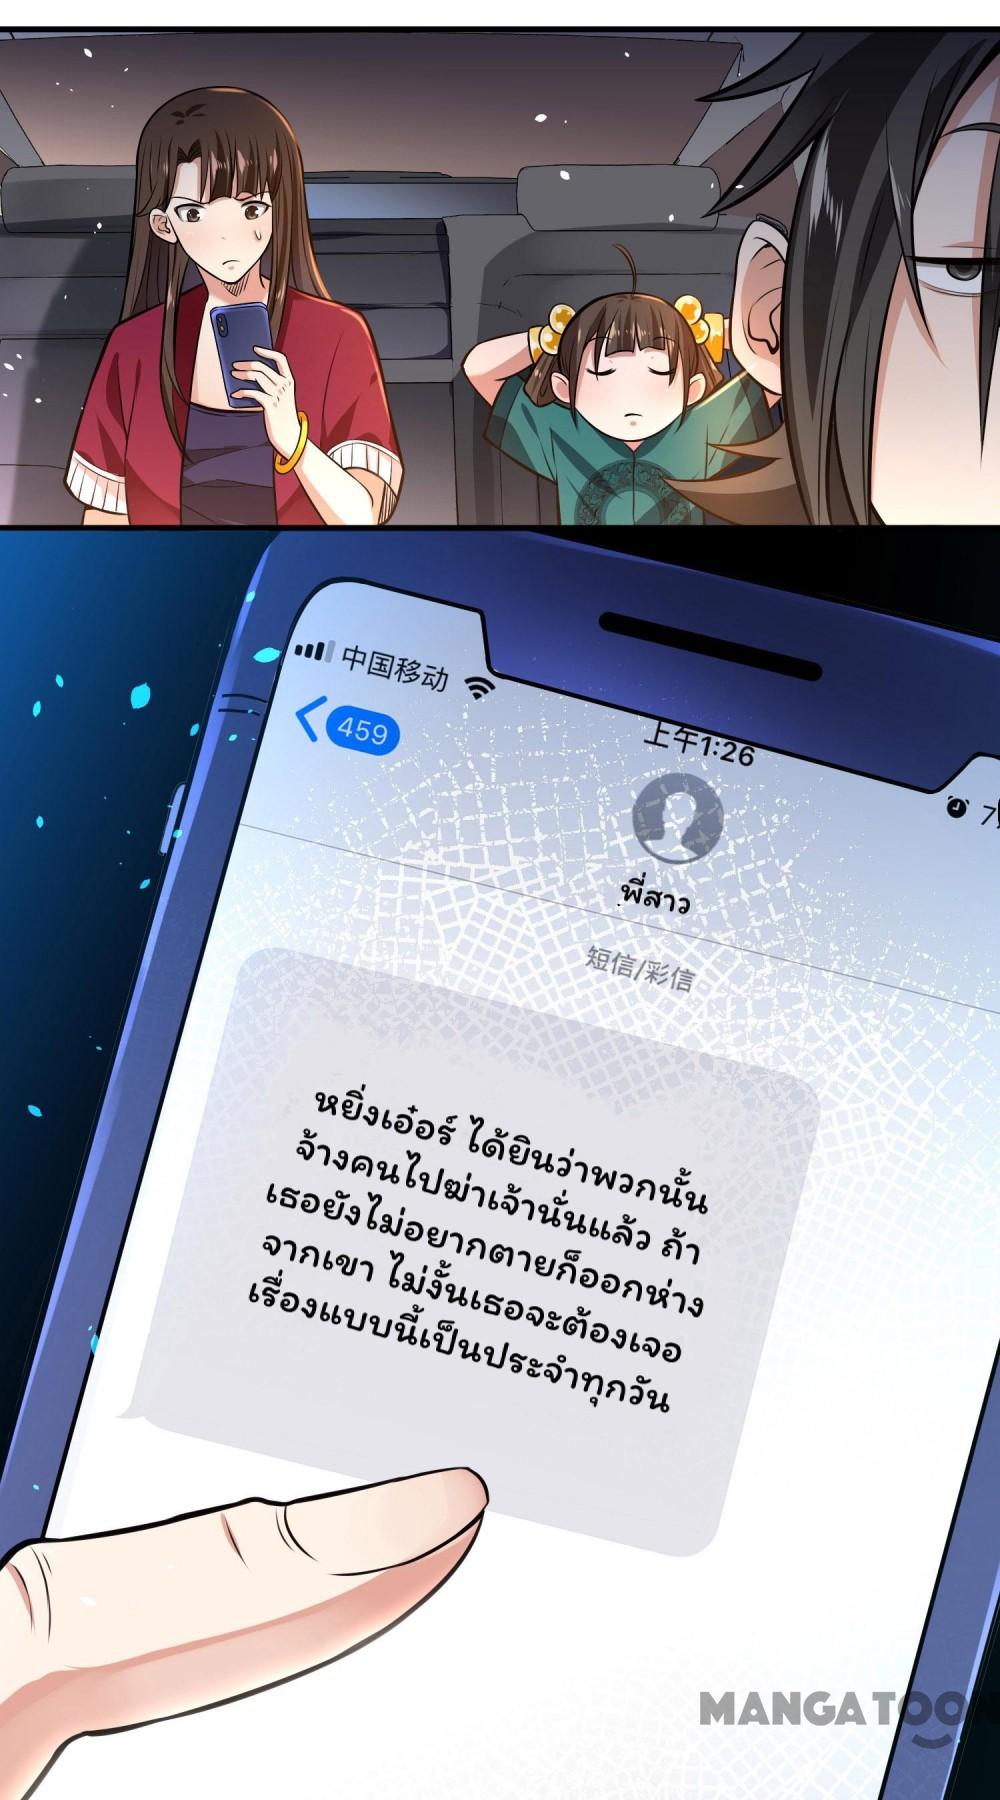 中国移动
459
上午1:26
พี่สาว
短信/彩信
หยิ่งเอ๋อร์ ได้ยินว่าพวกนั้น
จ้างคนไปฆ่าเจ้านั่นแล้ว ถ้า
เธอยังไม่อยากตายก็ออกห่าง
จากเขา ไม่งั้นเธอจะต้องเจอ
เรื่องแบบนี้เป็นประจำทุกวัน
MANGATOON